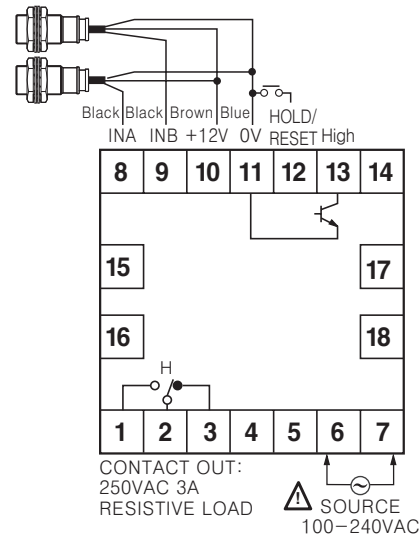 Black Black Brown Blue
HOLD/
INA INB +12V 0V RESET High
8 9 10 11 12 13 14
15 17
16 18
H
1 2 3 4 5 6 7
CONTACT OUT:
250VAC 3A
RESISTIVE LOAD
SOURCE
100-240VAC